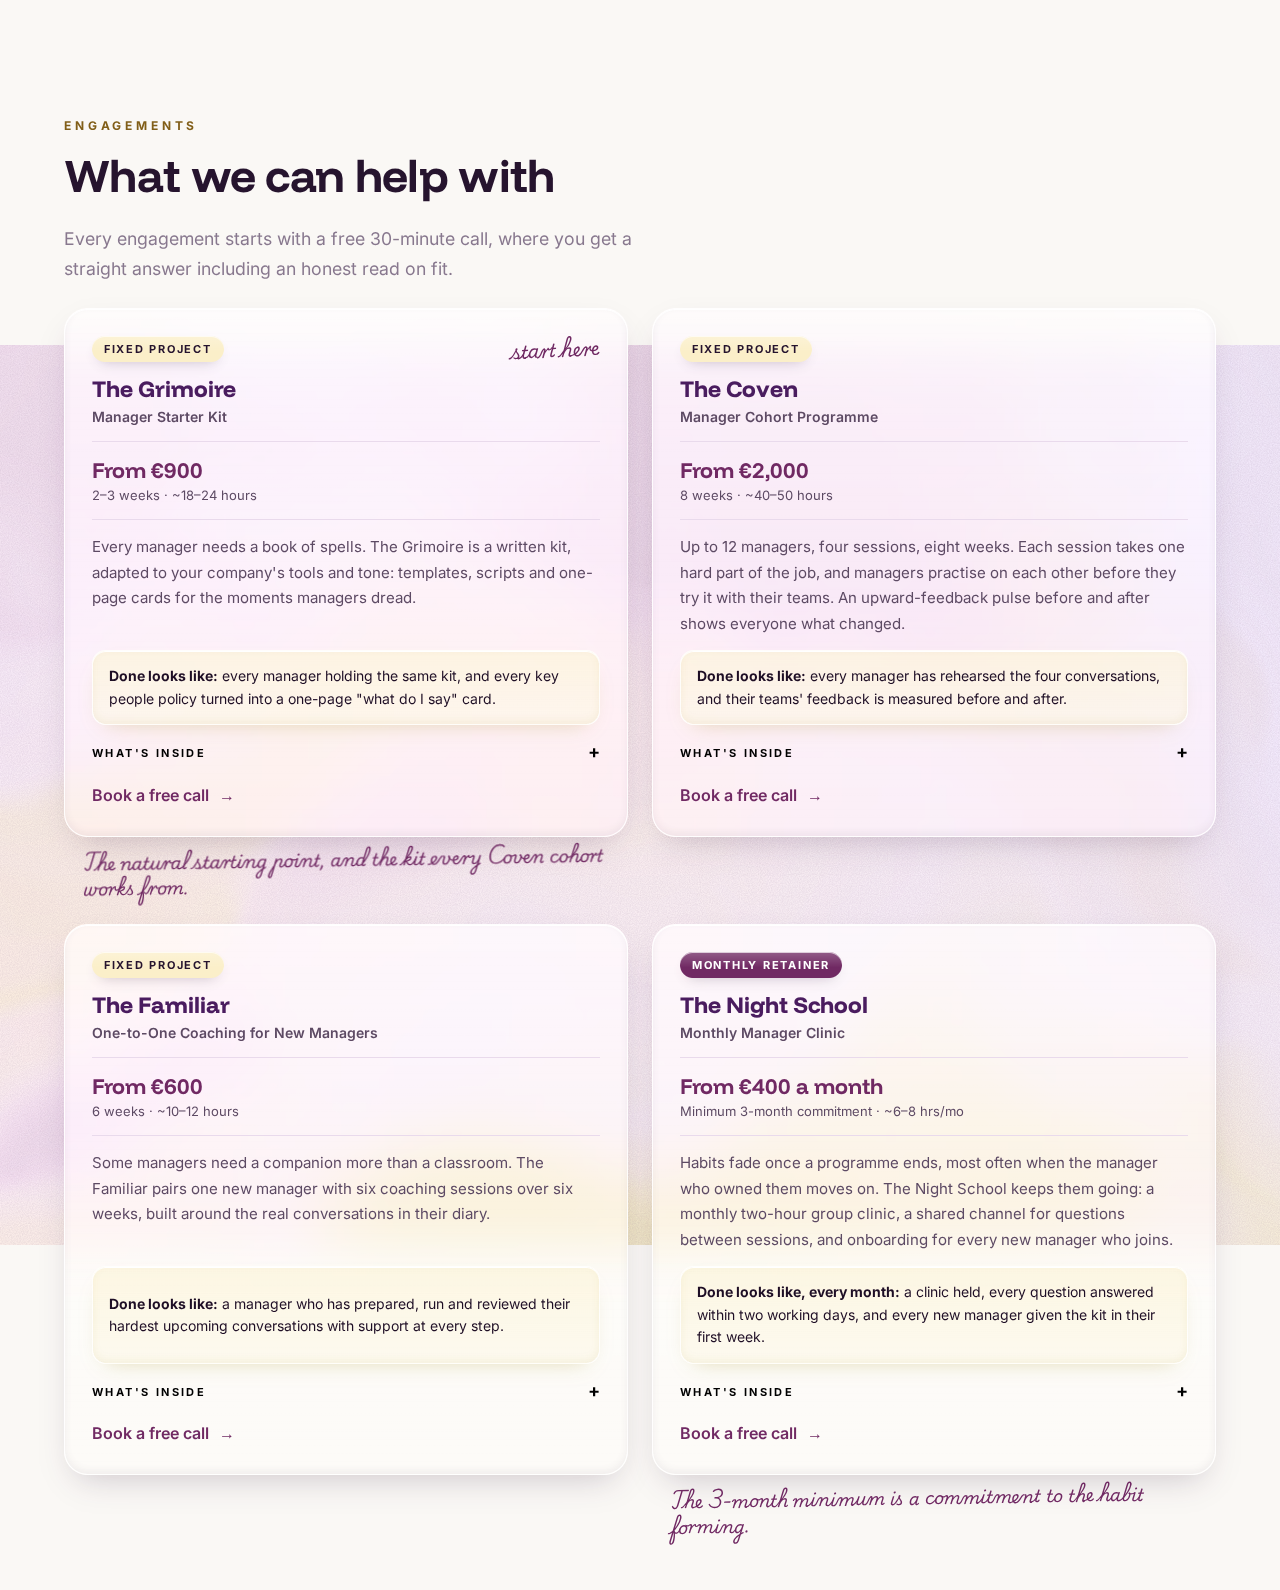 ENGAGEMENTS
What we can help with
Every engagement starts with a free 30-minute call, where you get a
straight answer including an honest read on fit.
FIXED PROJECT
start here
The Grimoire
Manager Starter Kit
From €900
2–3 weeks · ~18–24 hours
Every manager needs a book of spells. The Grimoire is a written kit,
adapted to your company's tools and tone: templates, scripts and one-
page cards for the moments managers dread.
Done looks like: every manager holding the same kit, and every key
people policy turned into a one-page "what do I say" card.
WHAT'S INSIDE +
Book a free call →
The natural starting point, and the kit every Coven cohort
works from.
FIXED PROJECT
The Coven
Manager Cohort Programme
From €2,000
8 weeks · ~40–50 hours
Up to 12 managers, four sessions, eight weeks. Each session takes one
hard part of the job, and managers practise on each other before they
try it with their teams. An upward-feedback pulse before and after
shows everyone what changed.
Done looks like: every manager has rehearsed the four conversations,
and their teams' feedback is measured before and after.
WHAT'S INSIDE +
Book a free call →
FIXED PROJECT
The Familiar
One-to-One Coaching for New Managers
From €600
6 weeks · ~10–12 hours
Some managers need a companion more than a classroom. The
Familiar pairs one new manager with six coaching sessions over six
weeks, built around the real conversations in their diary.
Done looks like: a manager who has prepared, run and reviewed their
hardest upcoming conversations with support at every step.
WHAT'S INSIDE +
Book a free call →
MONTHLY RETAINER
The Night School
Monthly Manager Clinic
From €400 a month
Minimum 3-month commitment · ~6–8 hrs/mo
Habits fade once a programme ends, most often when the manager
who owned them moves on. The Night School keeps them going: a
monthly two-hour group clinic, a shared channel for questions
between sessions, and onboarding for every new manager who joins.
Done looks like, every month: a clinic held, every question answered
within two working days, and every new manager given the kit in their
first week.
WHAT'S INSIDE +
Book a free call →
The 3-month minimum is a commitment to the habit
forming.